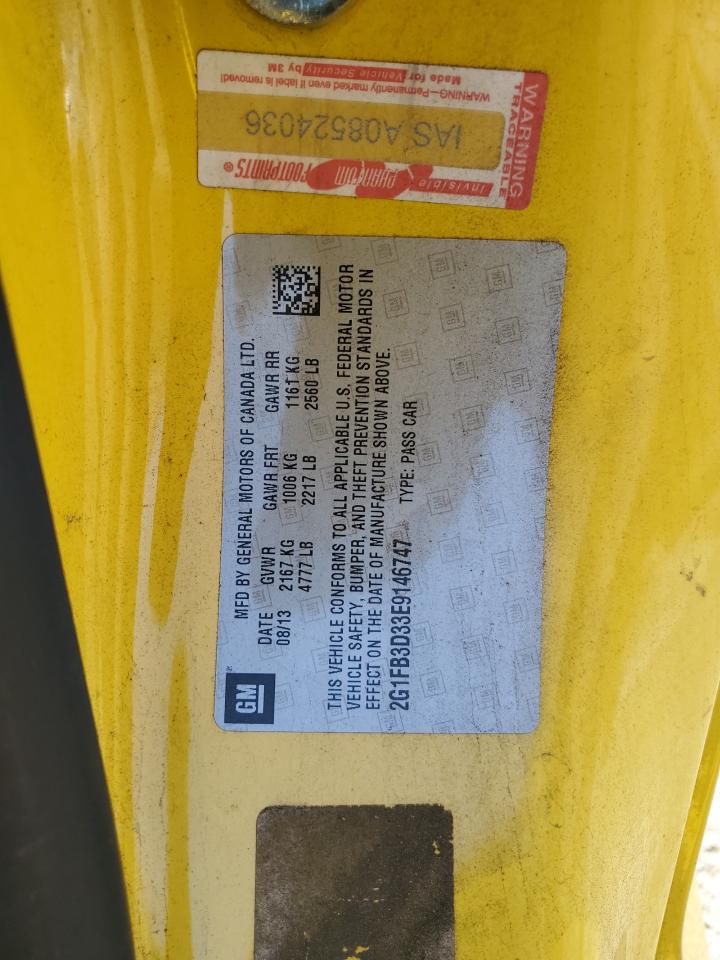 WARNING
TRACEABLE
invisible
PHANTOM
FOOTPRINTS®
IAS A08524036
WARNING—Permanently marked even if label is removed!
Made for Vehicle Security by 3M
GM
MFD BY GENERAL MOTORS OF CANADA LTD.
DATE GVWR GAWR FRT GAWR RR
08/13 2167 KG 1006 KG 1161 KG
4777 LB 2217 LB 2560 LB
THIS VEHICLE CONFORMS TO ALL APPLICABLE U.S. FEDERAL MOTOR
VEHICLE SAFETY, BUMPER, AND THEFT PREVENTION STANDARDS IN
EFFECT ON THE DATE OF MANUFACTURE SHOWN ABOVE.
2G1FB3D33E9146747 TYPE: PASS CAR